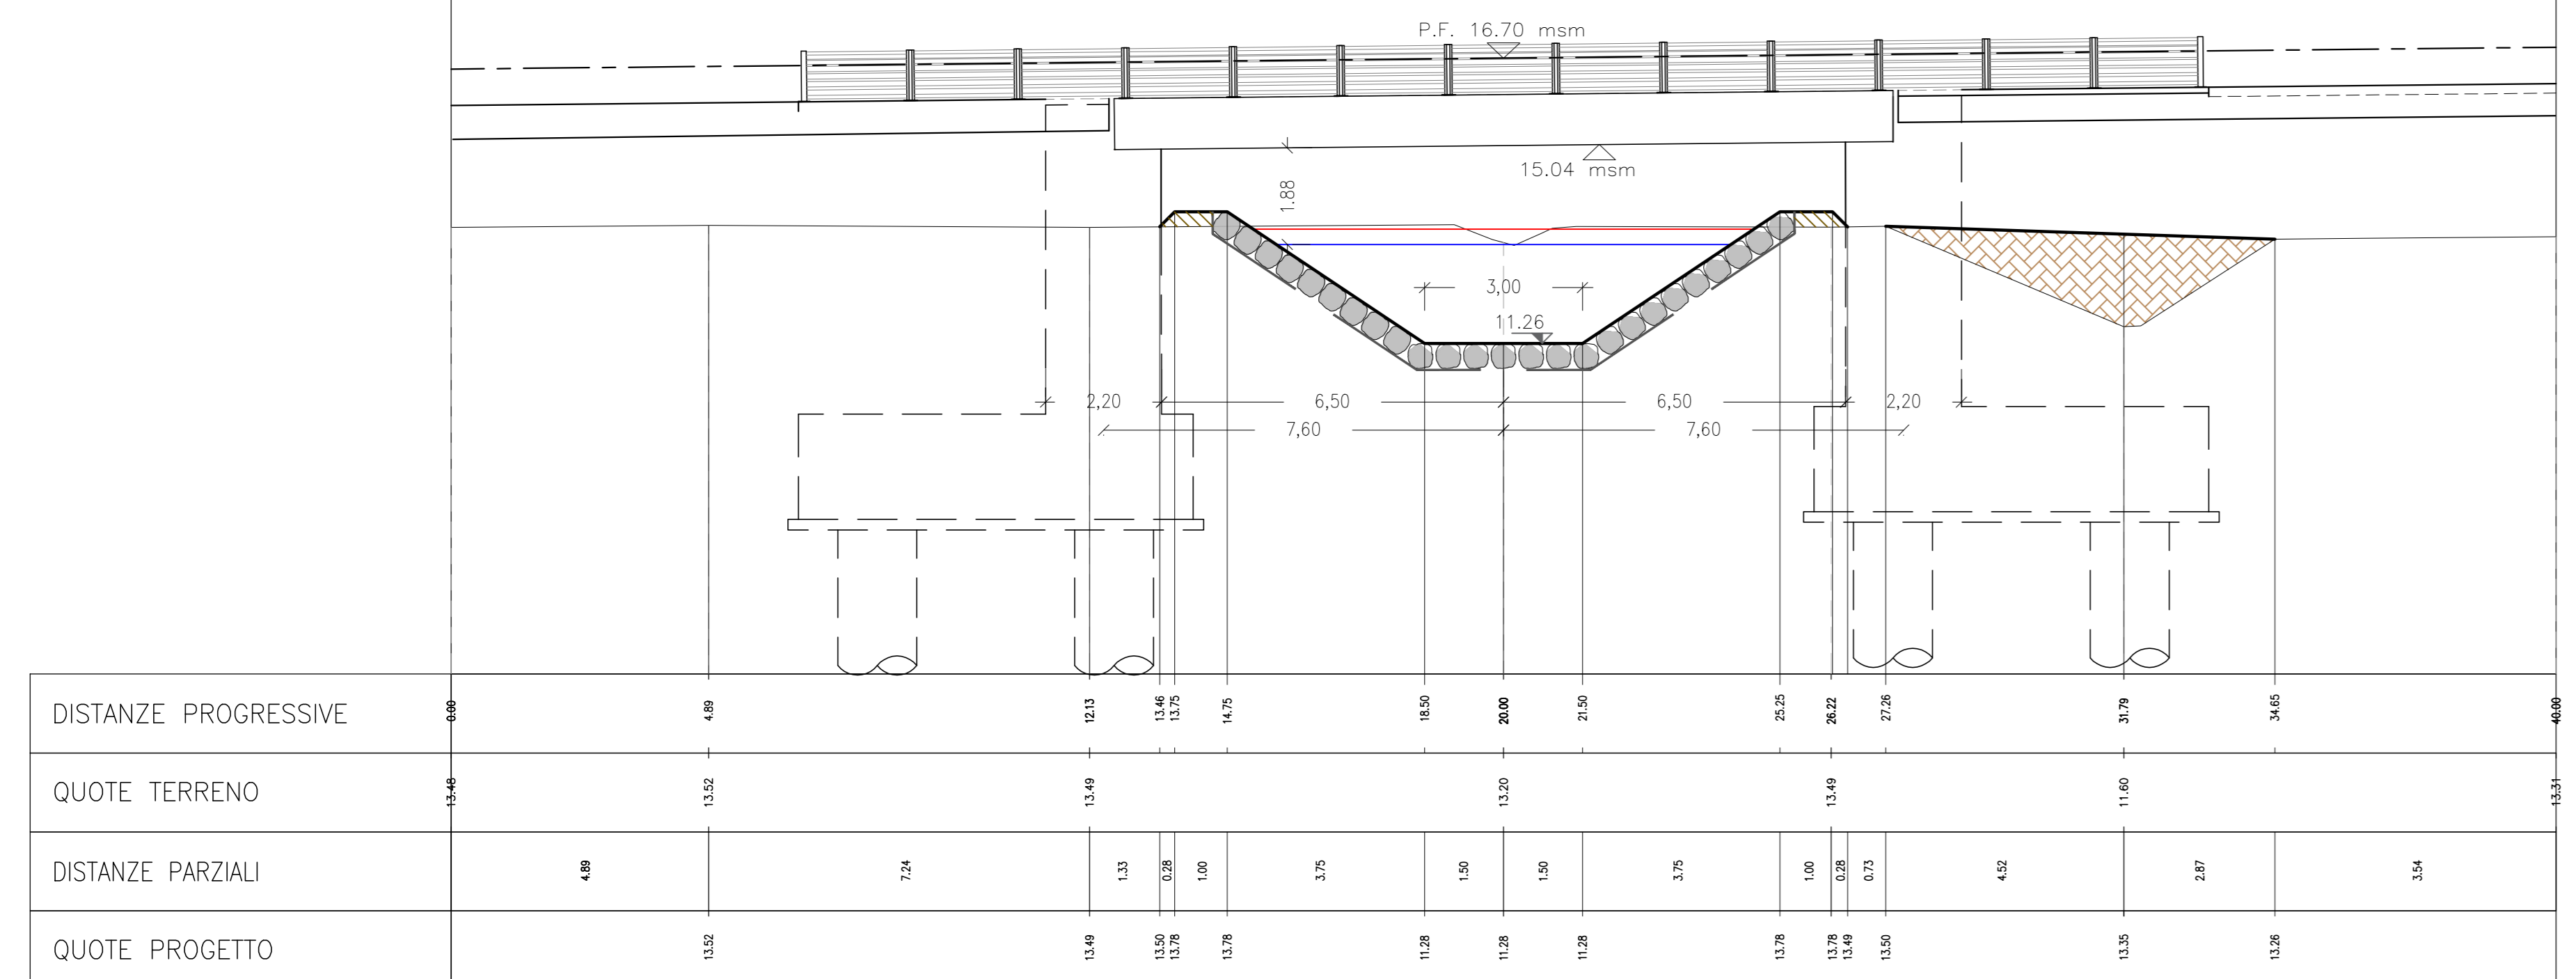 P.F. 16.70 msm
15.04 msm
1.88
3,00
11.26
2,20 6,50 6,50 2,20
7,60 7,60
DISTANZE PROGRESSIVE 0.00 4.89 12.13 13.46 13.75 14.75 18.50 20.00 21.50 25.25 26.22 27.26 31.79 34.65 40.00
QUOTE TERRENO 13.48 13.52 13.49 13.20 13.49 11.60 13.31
DISTANZE PARZIALI 4.89 7.24 1.33 0.28 1.00 3.75 1.50 1.50 3.75 1.00 0.28 0.73 4.52 2.87 3.54
QUOTE PROGETTO 13.52 13.49 13.50 13.78 13.78 11.28 11.28 11.28 13.78 13.78 13.49 13.50 13.35 13.26